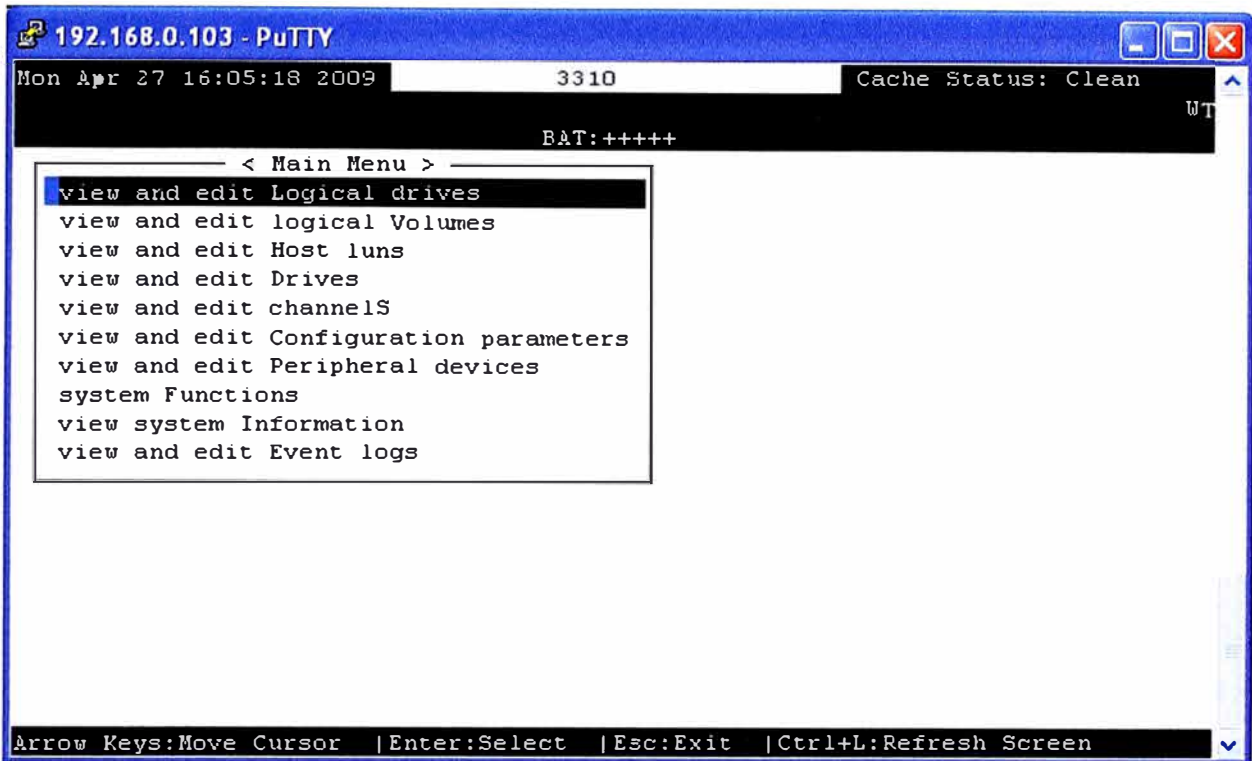 192.168.0.103 - PuTTY
Mon Apr 27 16:05:18 2009 3310 Cache Status: Clean
WT
BAT:+++++
< Main Menu >
view and edit Logical drives
view and edit logical Volumes
view and edit Host luns
view and edit Drives
view and edit channelS
view and edit Configuration parameters
view and edit Peripheral devices
system Functions
view system Information
view and edit Event logs
Arrow Keys:Move Cursor |Enter:Select |Esc:Exit |Ctrl+L:Refresh Screen